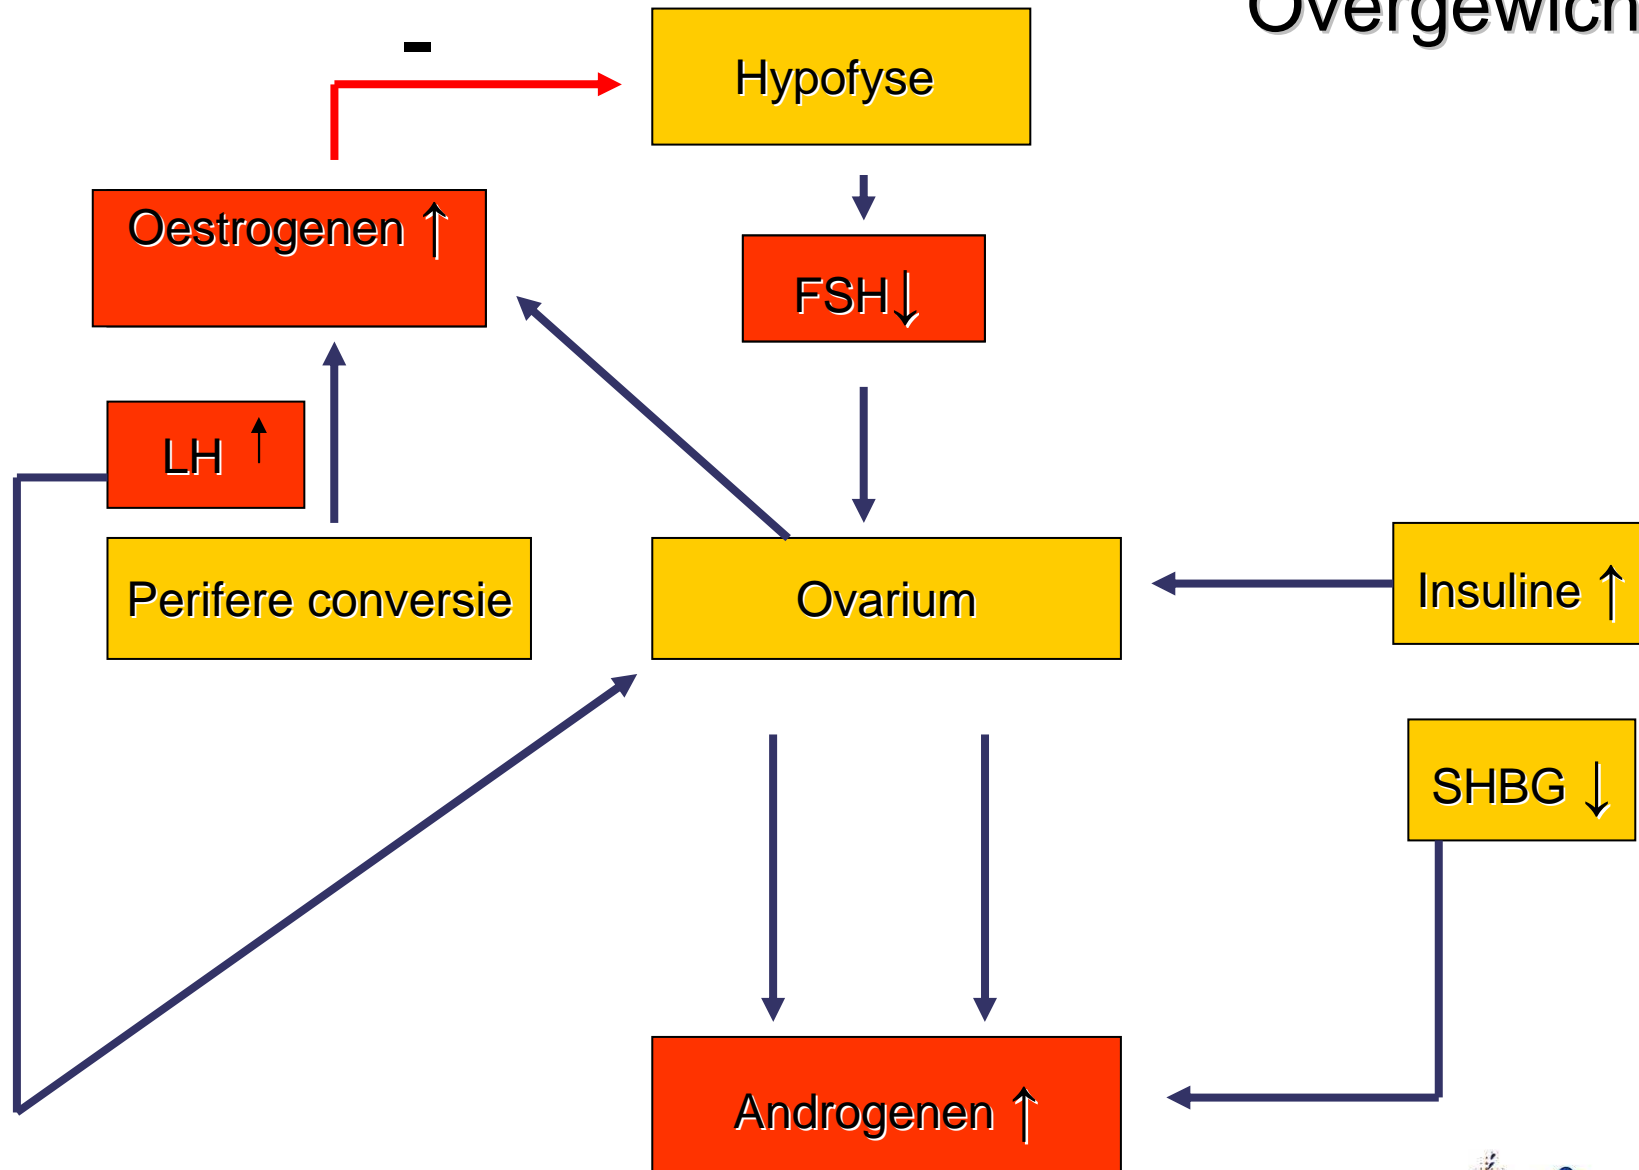 Overgewich
-
Hypofyse
Oestrogenen ↑
FSH↓
LH ↑
Perifere conversie
Ovarium
Insuline ↑
SHBG ↓
Androgenen ↑